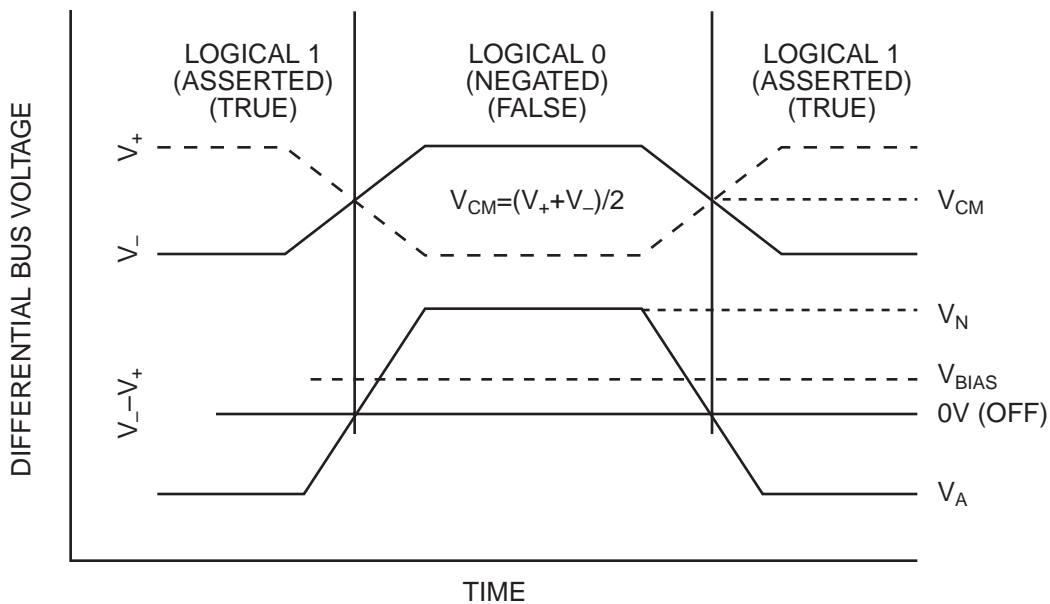 LOGICAL 1
(ASSERTED)
(TRUE)
LOGICAL 0
(NEGATED)
(FALSE)
LOGICAL 1
(ASSERTED)
(TRUE)
DIFFERENTIAL BUS VOLTAGE
V+
V–
V––V+
VCM=(V++V–)/2
VCM
VN
VBIAS
0V (OFF)
VA
TIME